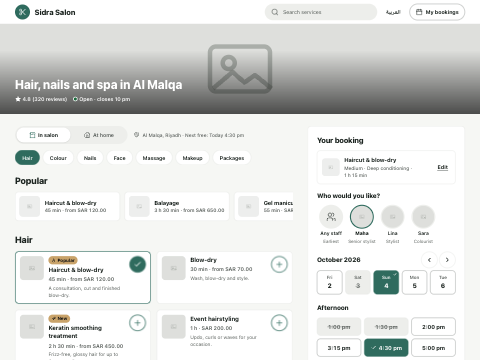 Sidra Salon
Search services
العربية
My bookings
Hair, nails and spa in Al Malqa
4.8 (320 reviews)
Open · closes 10 pm
In salon
At home
Al Malqa, Riyadh · Next free: Today 4:30 pm
Hair
Colour
Nails
Face
Massage
Makeup
Packages
Popular
Haircut & blow-dry
45 min · from SAR 120.00
Balayage
3 h 30 min · from SAR 650.00
Gel manicu
55 min · SAR
Hair
Popular
Haircut & blow-dry
45 min · from SAR 120.00
A consultation, cut and finished
blow-dry.
Blow-dry
30 min · from SAR 70.00
Wash, blow-dry and style.
New
Keratin smoothing
treatment
2 h 30 min · from SAR 450.00
Frizz-free, glossy hair for up to
Event hairstyling
1 h · SAR 200.00
Updo, curls or waves for your
occasion.
Your booking
Haircut & blow-dry
Medium · Deep conditioning ·
1 h 15 min
Edit
Who would you like?
Any staff
Earliest
Maha
Senior stylist
Lina
Stylist
Sara
Colourist
October 2026
Fri
2
Sat
3
Sun
4
Mon
5
Tue
6
Afternoon
1:00 pm
1:30 pm
2:00 pm
3:15 pm
4:30 pm
5:00 pm